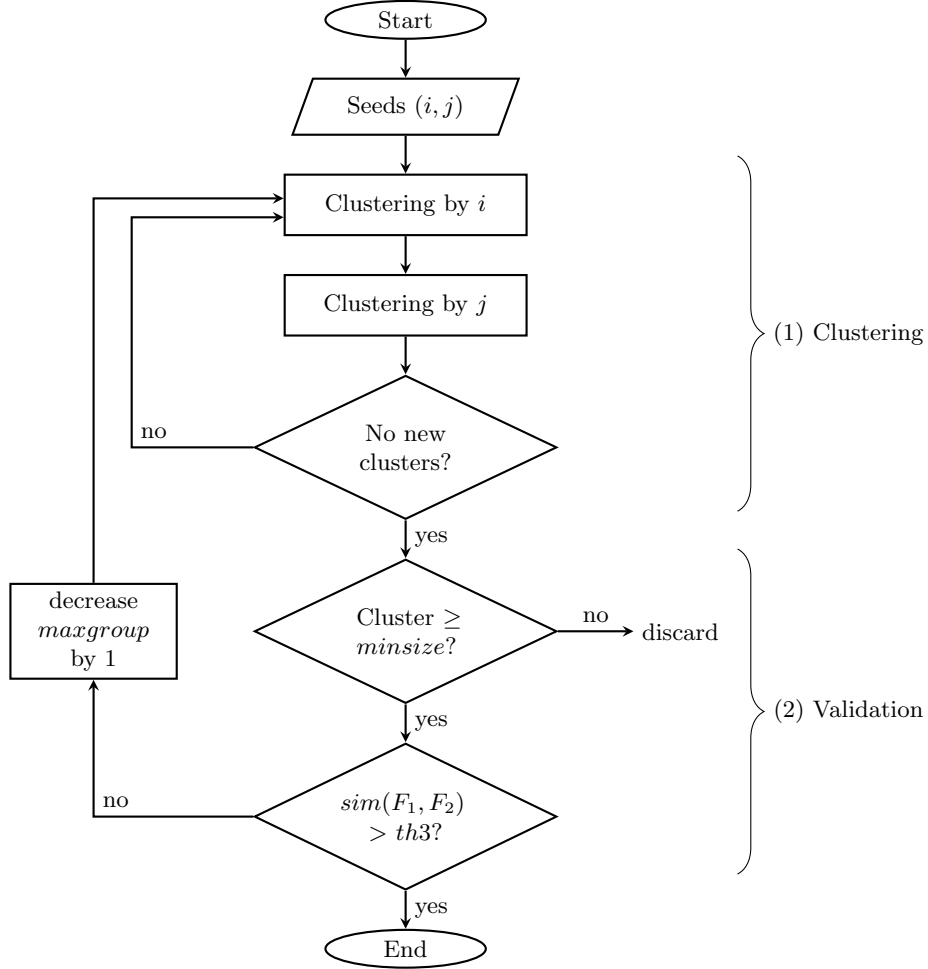 Start
Seeds (i, j)
Clustering by i
Clustering by j
(1) Clustering
No new
clusters?
no
yes
decrease
maxgroup
by 1
Cluster ≥
minsize?
no
discard
yes
(2) Validation
sim(F₁, F₂)
> th3?
no
yes
End